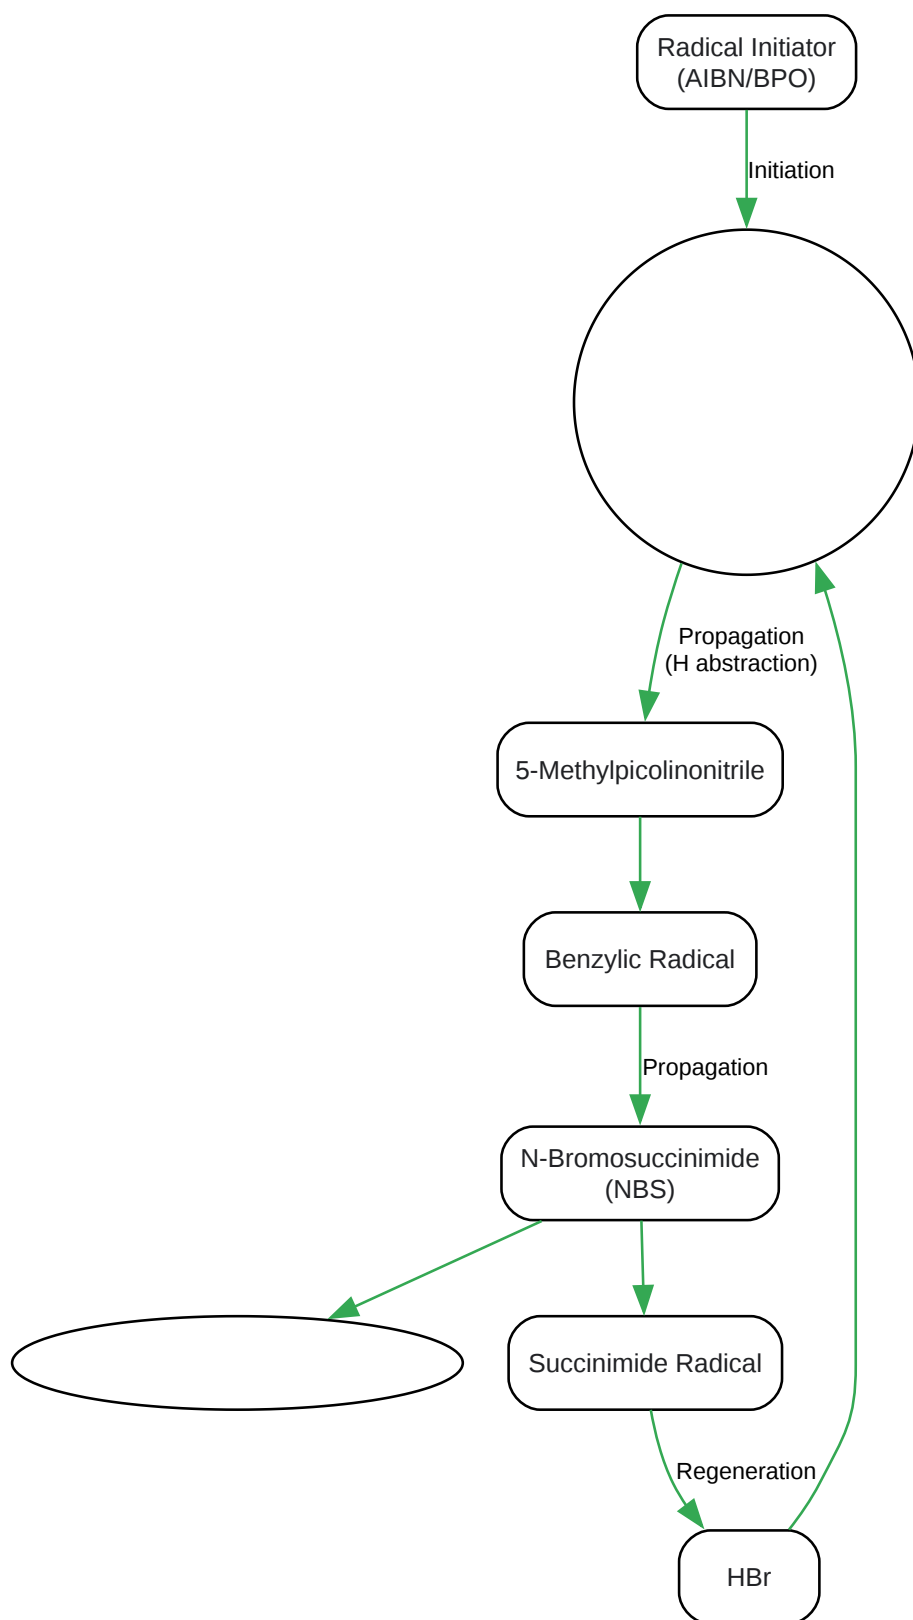 Radical Initiator
(AIBN/BPO)
Initiation
Propagation
(H abstraction)
5-Methylpicolinonitrile
Benzylic Radical
Propagation
N-Bromosuccinimide
(NBS)
Succinimide Radical
Regeneration
HBr